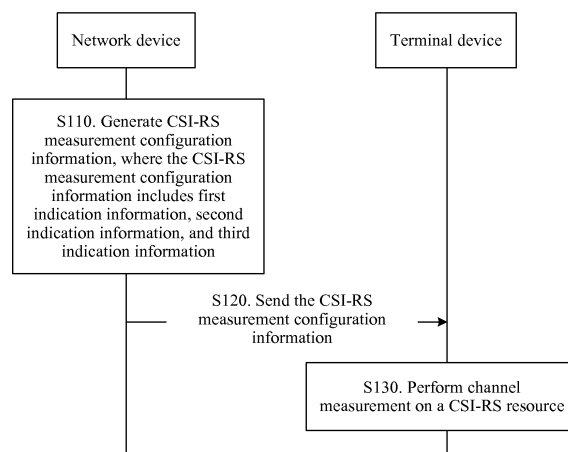 Network device
Terminal device
S110. Generate CSI-RS
measurement configuration
information, where the CSI-RS
measurement configuration
information includes first
indication information, second
indication information, and third
indication information
S120. Send the CSI-RS
measurement configuration
information
S130. Perform channel
measurement on a CSI-RS resource